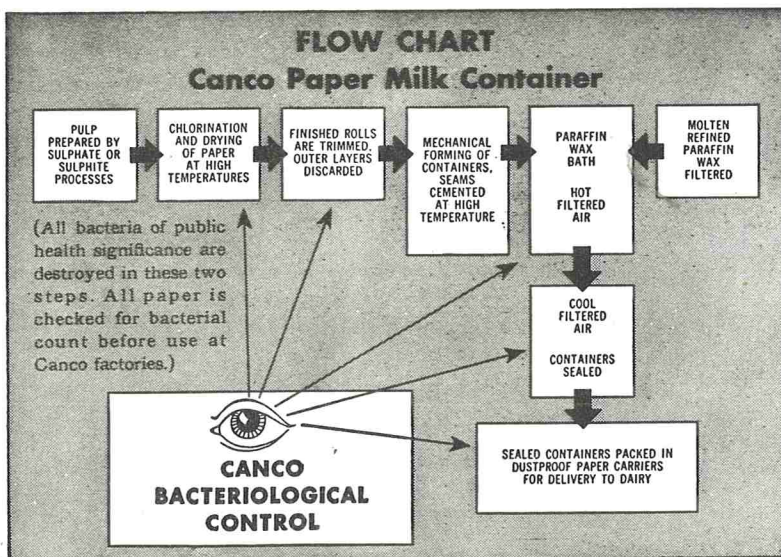 FLOW CHART
Canco Paper Milk Container
PULP
PREPARED BY
SULPHATE OR
SULPHITE
PROCESSES
CHLORINATION
AND DRYING
OF PAPER
AT HIGH
TEMPERATURES
FINISHED ROLLS
ARE TRIMMED,
OUTER LAYERS
DISCARDED
MECHANICAL
FORMING OF
CONTAINERS,
SEAMS
CEMENTED
AT HIGH
TEMPERATURE
PARAFFIN
WAX
BATH
HOT
FILTERED
AIR
MOLTEN
REFINED
PARAFFIN
WAX
FILTERED
(All bacteria of public
health significance are
destroyed in these two
steps. All paper is
checked for bacterial
count before use at
Canco factories.)
COOL
FILTERED
AIR
CONTAINERS
SEALED
CANCO
BACTERIOLOGICAL
CONTROL
SEALED CONTAINERS PACKED IN
DUSTPROOF PAPER CARRIERS
FOR DELIVERY TO DAIRY